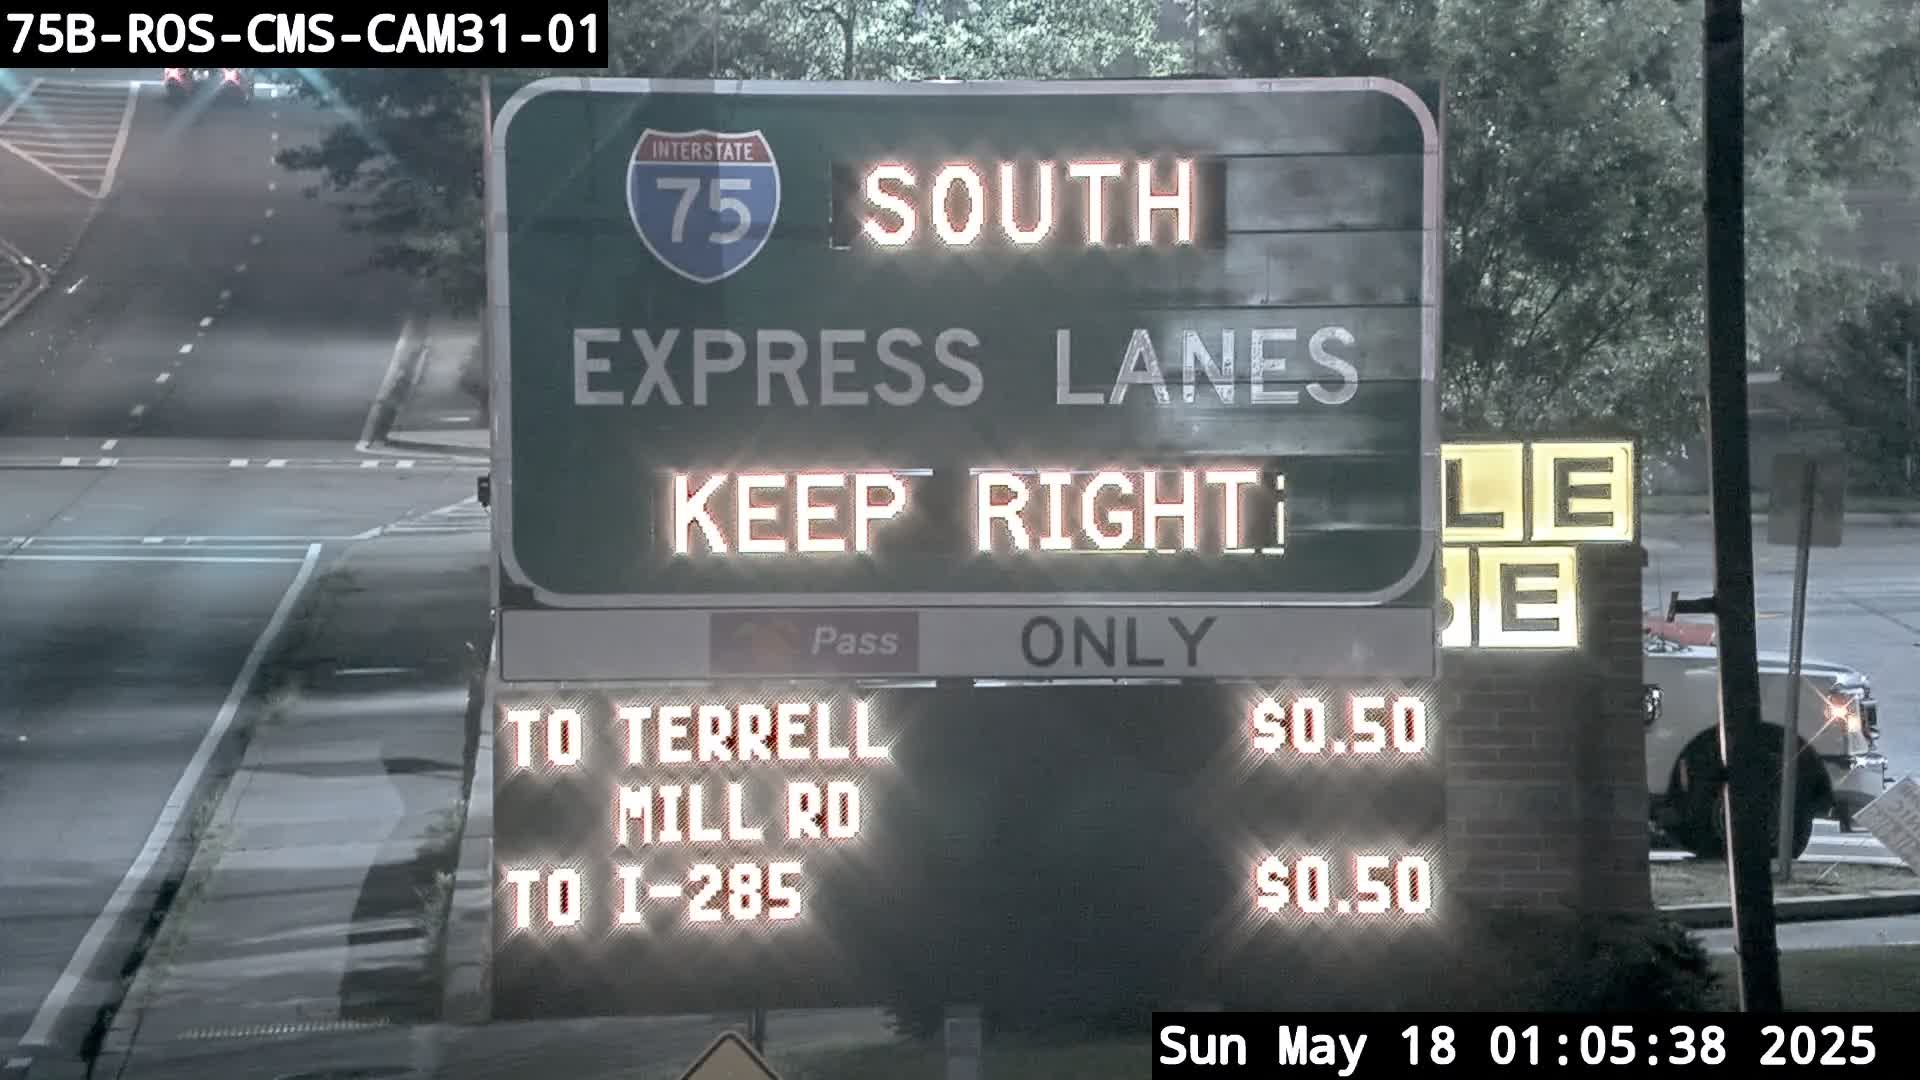 75B-ROS-CMS-CAM31-01
INTERSTATE
75
SOUTH
EXPRESS LANES
KEEP RIGHT
Pass ONLY
LE
E
TO TERRELL $0.50
MILL RD
TO I-285 $0.50
Sun May 18 01:05:38 2025